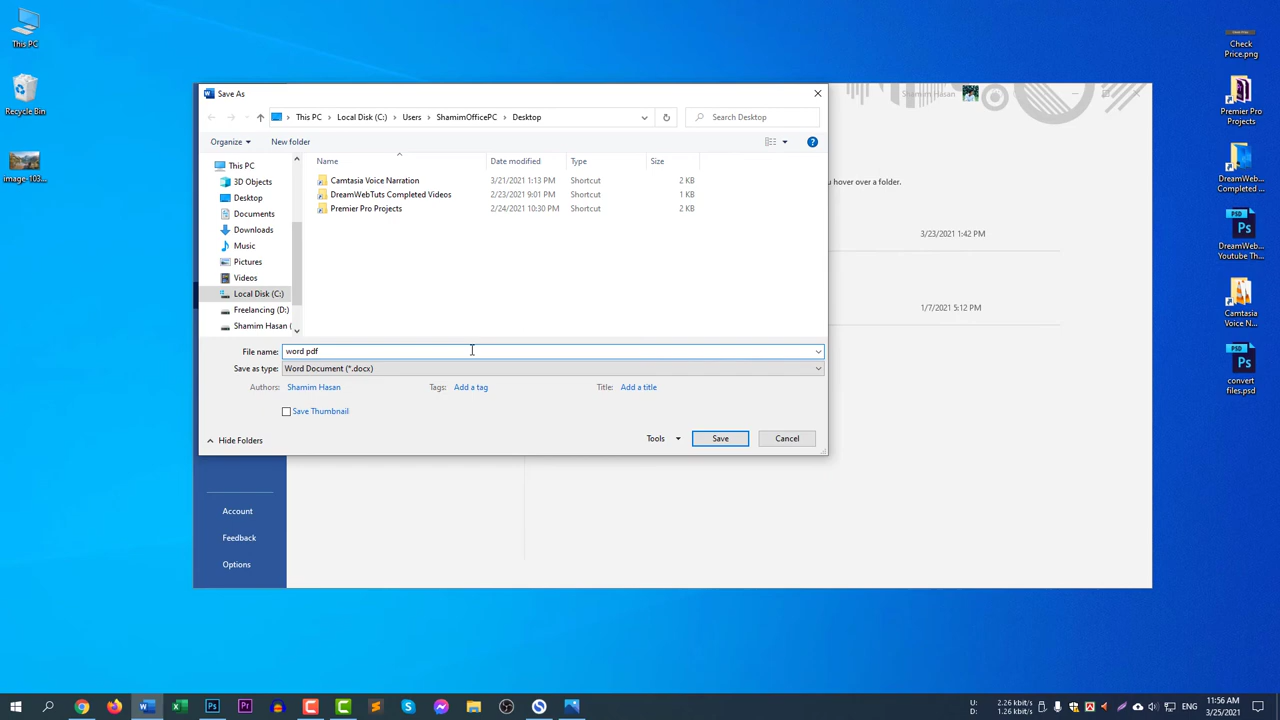 This PC
Recycle Bin
image-103...
Save As
This PC
Local Disk (C:)
Users
ShamimOfficePC
Desktop
Search Desktop
Organize
New folder
Name
Date modified
Type
Size
This PC
3D Objects
Desktop
Documents
Downloads
Music
Pictures
Videos
Local Disk (C:)
Freelancing (D:)
Shamim Hasan (
Camtasia Voice Narration
3/21/2021 1:13 PM
Shortcut
2 KB
DreamWebTuts Completed Videos
2/23/2021 9:01 PM
Shortcut
1 KB
Premier Pro Projects
2/24/2021 10:30 PM
Shortcut
2 KB
File name: word pdf
Save as type: Word Document (*.docx)
Authors: Shamim Hasan
Tags: Add a tag
Title: Add a title
Save Thumbnail
Hide Folders
Tools
Save
Cancel
Shamim Hasan
u hover over a folder.
3/23/2021 1:42 PM
1/7/2021 5:12 PM
Account
Feedback
Options
Check
Price.png
Premier Pro
Projects
DreamWeb...
Completed ...
DreamWeb...
Youtube Th...
Camtasia
Voice N...
convert
files.psd
U: 2.26 kbit/s
D: 1.26 kbit/s
ENG
11:56 AM
3/25/2021